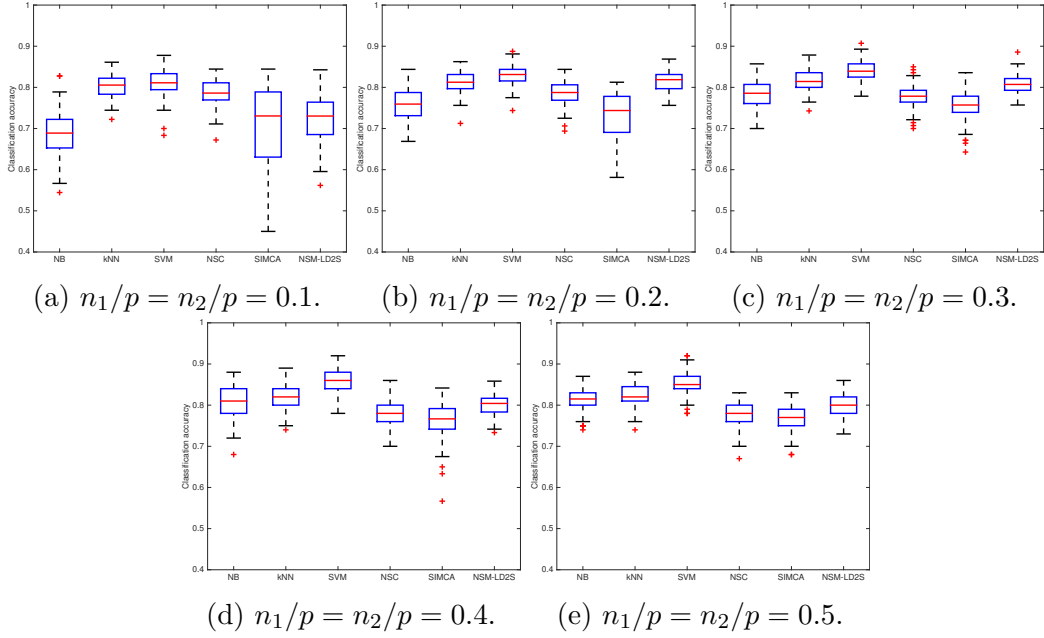 1
0.9
0.8
0.7
0.6
0.5
0.4
Classification accuracy
NB kNN SVM NSC SIMCA NSM-LD2S
(a) n₁/p = n₂/p = 0.1.
1
0.9
0.8
0.7
0.6
0.5
0.4
Classification accuracy
NB kNN SVM NSC SIMCA NSM-LD2S
(b) n₁/p = n₂/p = 0.2.
1
0.9
0.8
0.7
0.6
0.5
0.4
Classification accuracy
NB kNN SVM NSC SIMCA NSM-LD2S
(c) n₁/p = n₂/p = 0.3.
1
0.9
0.8
0.7
0.6
0.5
0.4
Classification accuracy
NB kNN SVM NSC SIMCA NSM-LD2S
(d) n₁/p = n₂/p = 0.4.
1
0.9
0.8
0.7
0.6
0.5
0.4
Classification accuracy
NB kNN SVM NSC SIMCA NSM-LD2S
(e) n₁/p = n₂/p = 0.5.